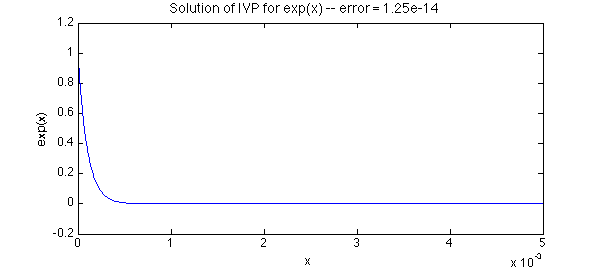 Solution of IVP for exp(x) -- error = 1.25e-14
1.2
1
0.8
0.6
0.4
0.2
0
-0.2
exp(x)
0 1 2 3 4 5
x
x 10